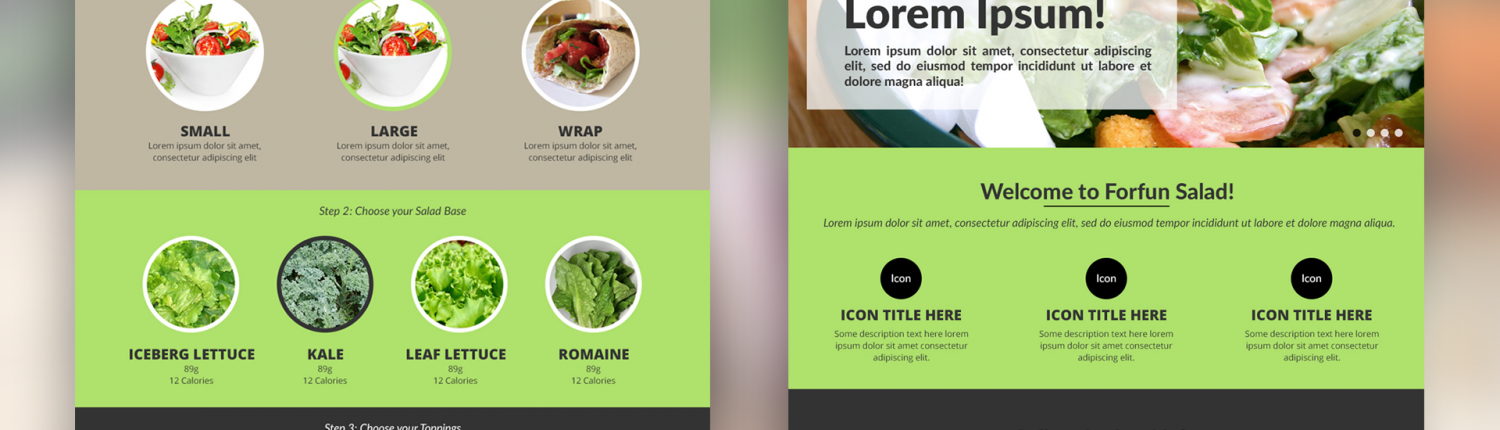 SMALL
Lorem ipsum dolor sit amet,
consectetur adipiscing elit
LARGE
Lorem ipsum dolor sit amet,
consectetur adipiscing elit
WRAP
Lorem ipsum dolor sit amet,
consectetur adipiscing elit
Step 2: Choose your Salad Base
ICEBERG LETTUCE
89g
12 Calories
KALE
89g
12 Calories
LEAF LETTUCE
89g
12 Calories
ROMAINE
89g
12 Calories
Step 3: Choose your Toppings
Lorem Ipsum!
Lorem ipsum dolor sit amet, consectetur adipiscing
elit, sed do eiusmod tempor incididunt ut labore et
dolore magna aliqua!
Welcome to Forfun Salad!
Lorem ipsum dolor sit amet, consectetur adipiscing elit, sed do eiusmod tempor incididunt ut labore et dolore magna aliqua.
Icon
ICON TITLE HERE
Some description text here lorem
ipsum dolor sit amet, consectetur
adipiscing elit.
Icon
ICON TITLE HERE
Some description text here lorem
ipsum dolor sit amet, consectetur
adipiscing elit.
Icon
ICON TITLE HERE
Some description text here lorem
ipsum dolor sit amet, consectetur
adipiscing elit.